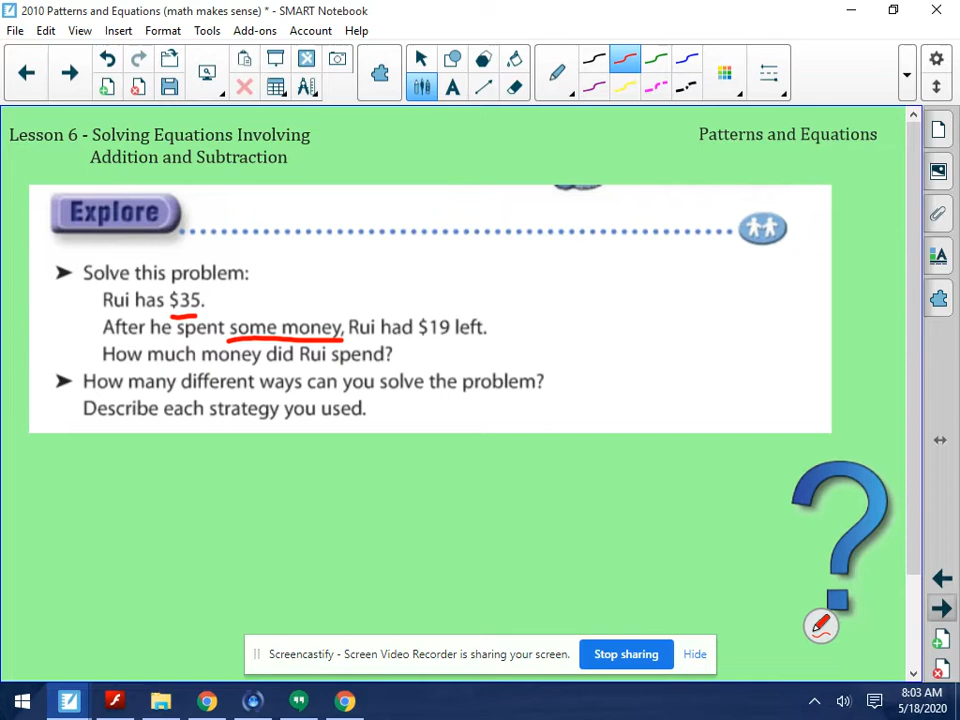 2010 Patterns and Equations (math makes sense) * - SMART Notebook
File Edit View Insert Format Tools Add-ons Account Help
Lesson 6 - Solving Equations Involving
Addition and Subtraction
Patterns and Equations
Explore
➤ Solve this problem:
Rui has $35.
After he spent some money, Rui had $19 left.
How much money did Rui spend?
➤ How many different ways can you solve the problem?
Describe each strategy you used.
?
Screencastify - Screen Video Recorder is sharing your screen. Stop sharing Hide
8:03 AM
5/18/2020